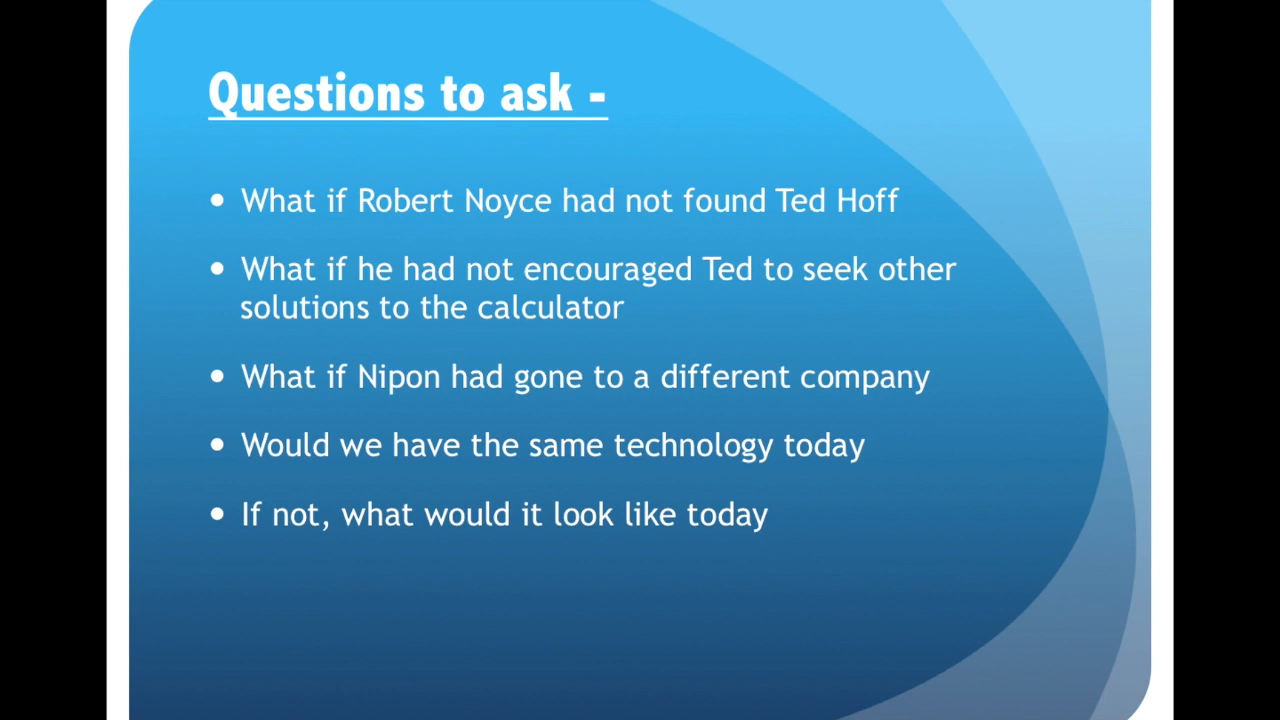 Questions to ask -
• What if Robert Noyce had not found Ted Hoff
• What if he had not encouraged Ted to seek other
solutions to the calculator
• What if Nipon had gone to a different company
• Would we have the same technology today
• If not, what would it look like today